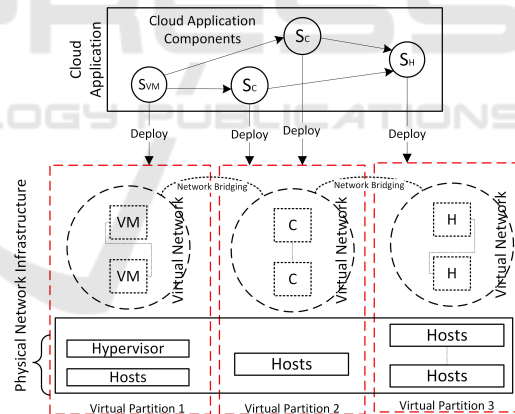 Cloud Application
Components
Cloud
Application
SVM
SC
SC
SH
Deploy
Deploy
Deploy
Deploy
LOGY PUBLICATIONS
Physical Network Infrastructure
Network Bridging
Network Bridging
VM
VM
Virtual Network
C
C
Virtual Network
H
H
Virtual Network
Hypervisor
Hosts
Hosts
Hosts
Hosts
Virtual Partition 1
Virtual Partition 2
Virtual Partition 3